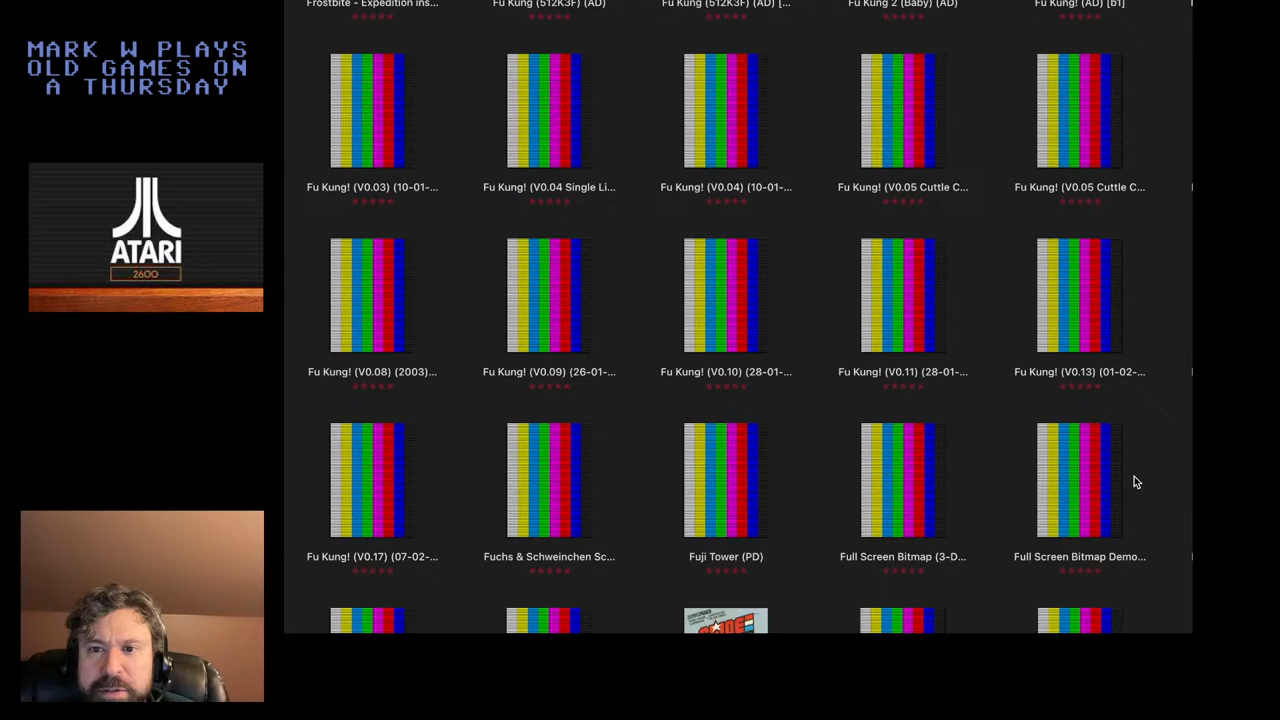 MARK W PLAYS
OLD GAMES ON
A THURSDAY
ATARI
2600
Frostbite - Expedition ins...
Fu Kung (512K3F) (AD)
Fu Kung (512K3F) (AD) [...
Fu Kung 2 (Baby) (AD)
Fu Kung! (AD) [b1]
Fu Kung! (V0.03) (10-01-...
Fu Kung! (V0.04 Single Li...
Fu Kung! (V0.04) (10-01-...
Fu Kung! (V0.05 Cuttle C...
Fu Kung! (V0.05 Cuttle C...
Fu Kung! (V0.08) (2003)...
Fu Kung! (V0.09) (26-01-...
Fu Kung! (V0.10) (28-01-...
Fu Kung! (V0.11) (28-01-...
Fu Kung! (V0.13) (01-02-...
Fu Kung! (V0.17) (07-02-...
Fuchs & Schweinchen Sc...
Fuji Tower (PD)
Full Screen Bitmap (3-D...
Full Screen Bitmap Demo...